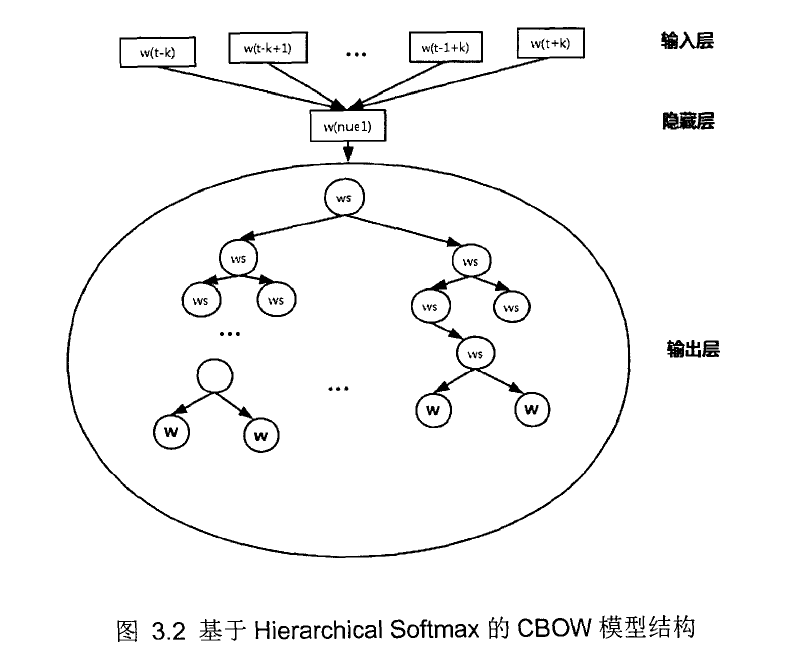 w(t-k) w(t-k+1) ... w(t-1+k) w(t+k) 输入层
w(nue1) 隐藏层
ws
ws ws
ws ws ws ws
...
ws 输出层
...
w w
w w
图 3.2 基于 Hierarchical Softmax 的 CBOW 模型结构